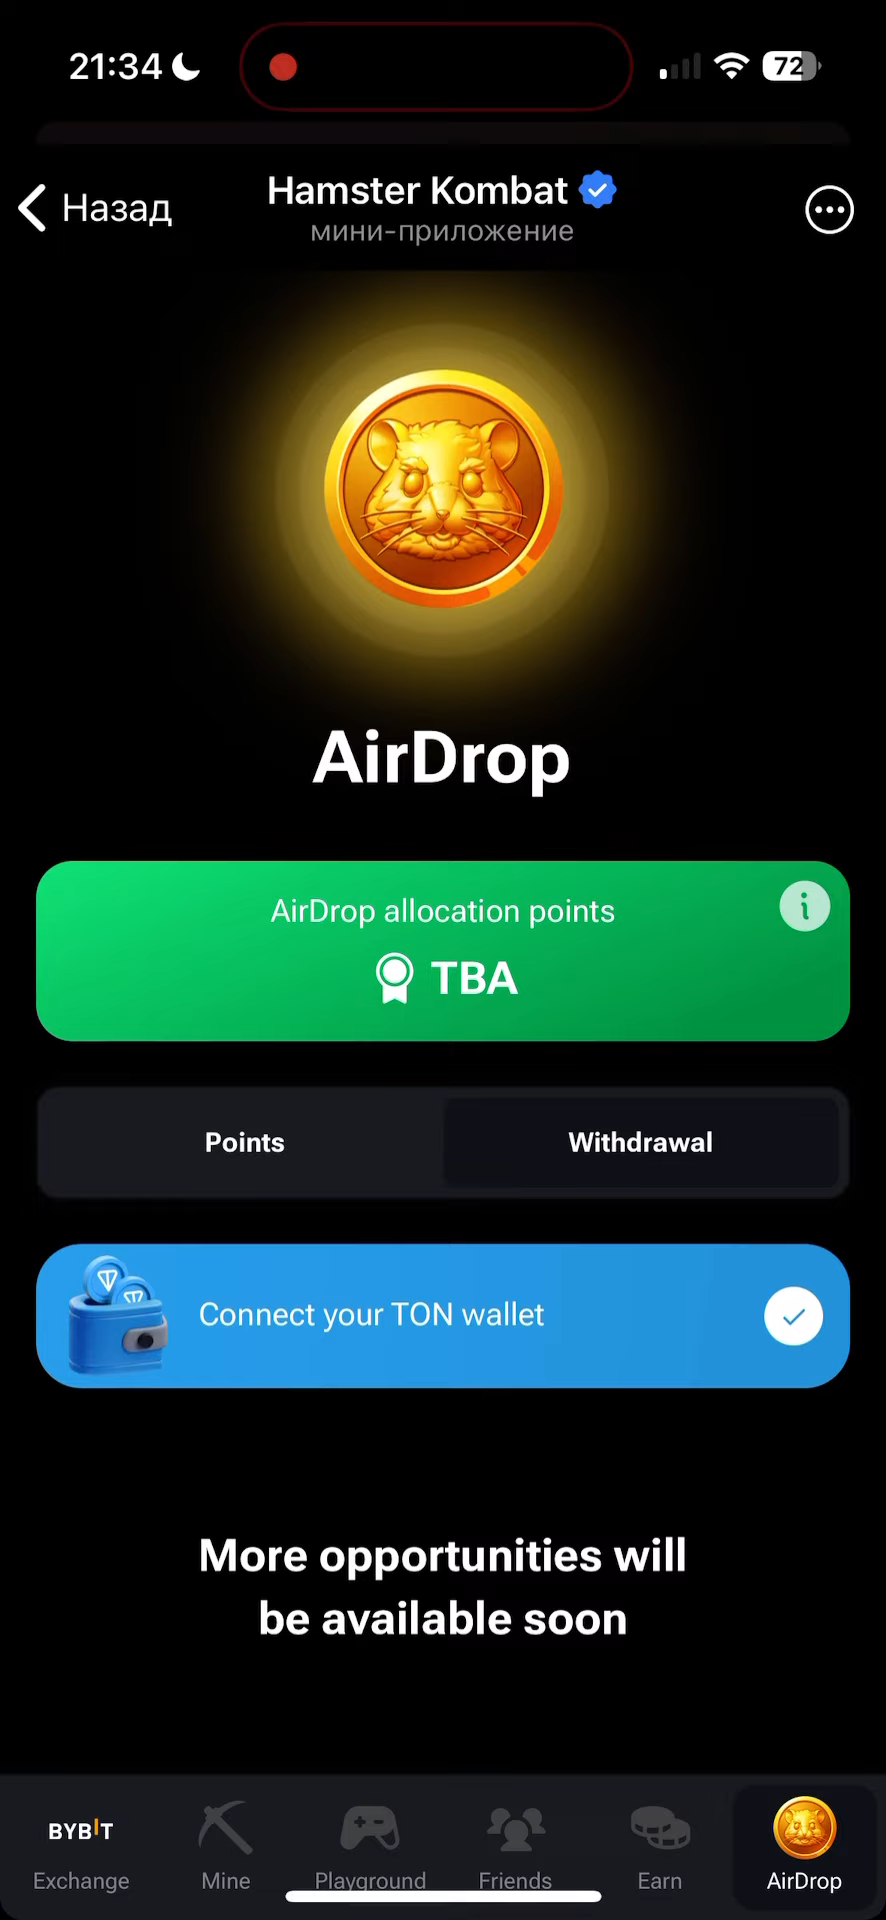 21:34
72
Назад
Hamster Kombat
мини-приложение
AirDrop
AirDrop allocation points
TBA
Points
Withdrawal
Connect your TON wallet
More opportunities will
be available soon
BYBIT
Exchange
Mine
Playground
Friends
Earn
AirDrop